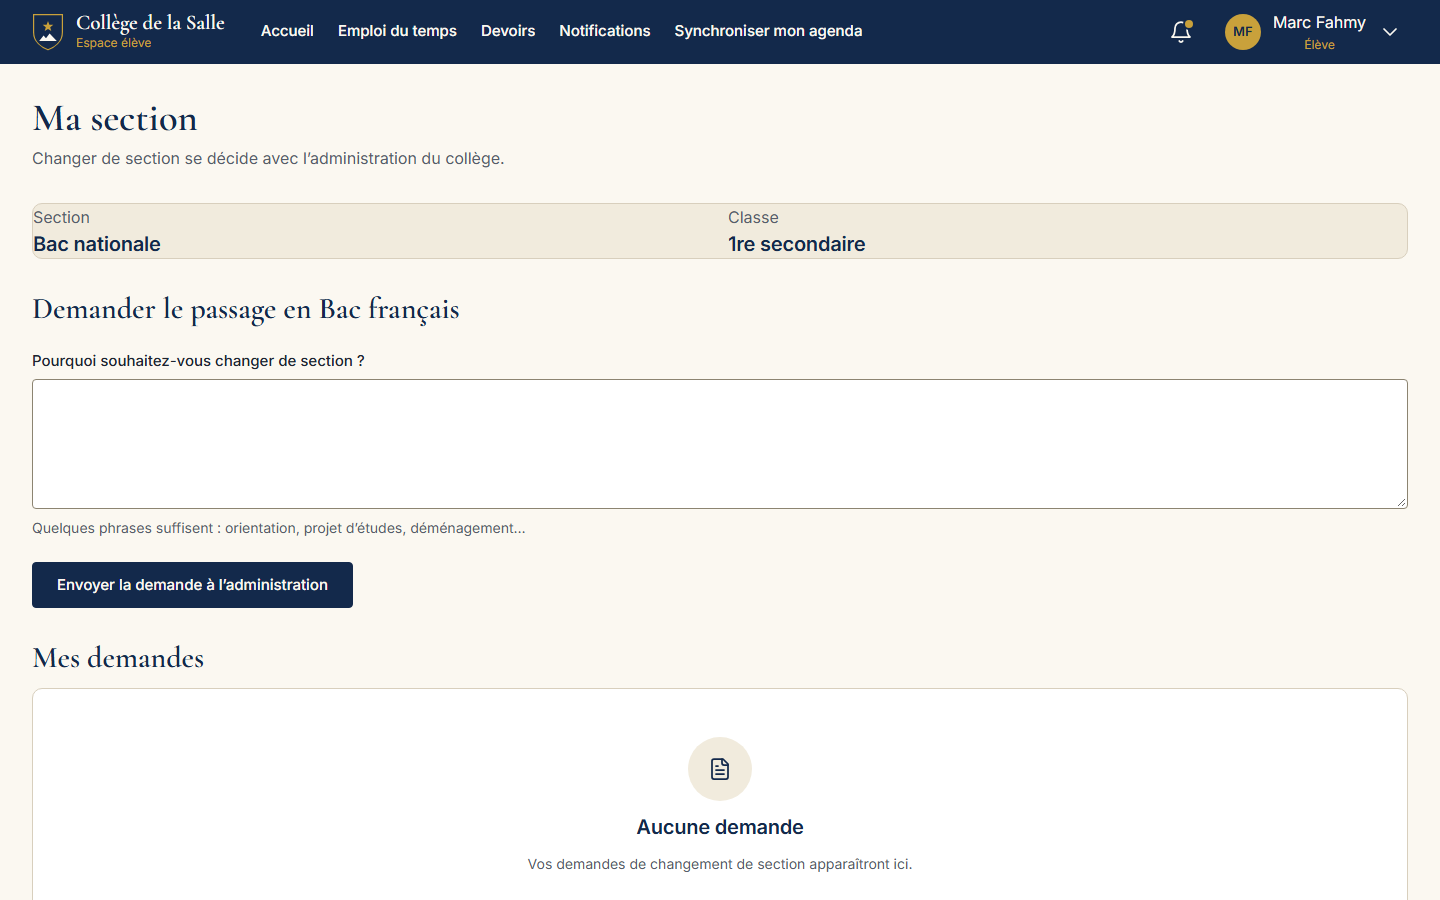 Collège de la Salle
Espace élève
Accueil
Emploi du temps
Devoirs
Notifications
Synchroniser mon agenda
MF
Marc Fahmy
Élève
Ma section
Changer de section se décide avec l’administration du collège.
Section
Bac nationale
Classe
1re secondaire
Demander le passage en Bac français
Pourquoi souhaitez-vous changer de section ?
Quelques phrases suffisent : orientation, projet d’études, déménagement…
Envoyer la demande à l’administration
Mes demandes
Aucune demande
Vos demandes de changement de section apparaîtront ici.